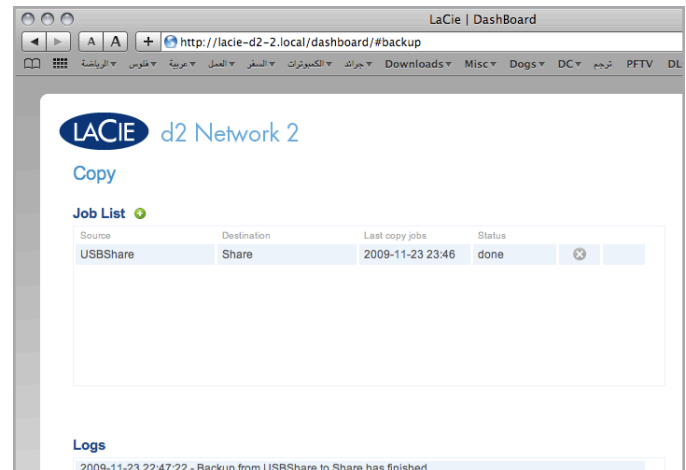 LaCie | DashBoard
A A + http://lacie-d2-2.local/dashboard/#backup
الرياضة فلوس عربية العمل السفر الكمبيوترات جرائد Downloads Misc Dogs DC ترجم PFTV DL
LACIE d2 Network 2
Copy
Job List
Source Destination Last copy jobs Status
USBShare Share 2009-11-23 23:46 done
Logs
2009-11-23 22:47:22 - Backup from USBShare to Share has finished